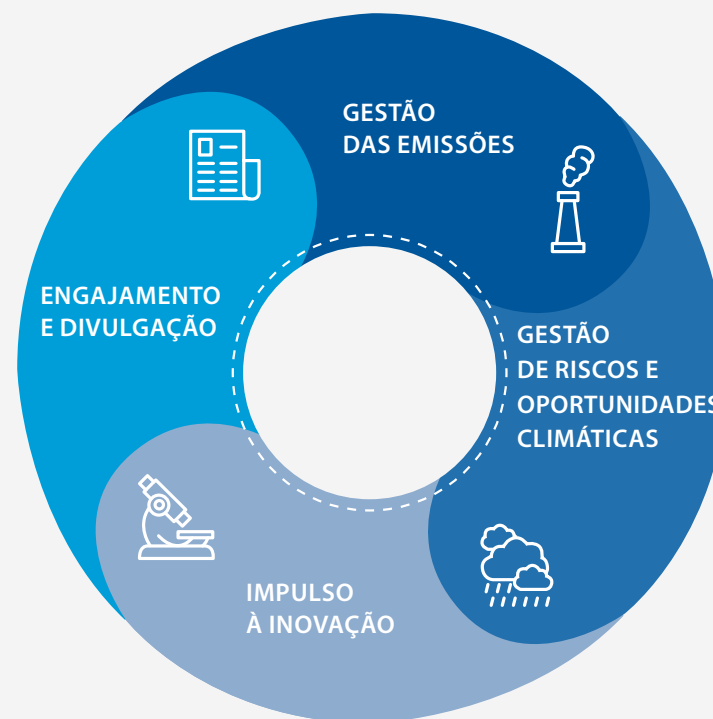 GESTÃO
DAS EMISSÕES
GESTÃO
DE RISCOS E
OPORTUNIDADES
CLIMÁTICAS
IMPULSO
À INOVAÇÃO
ENGAJAMENTO
E DIVULGAÇÃO